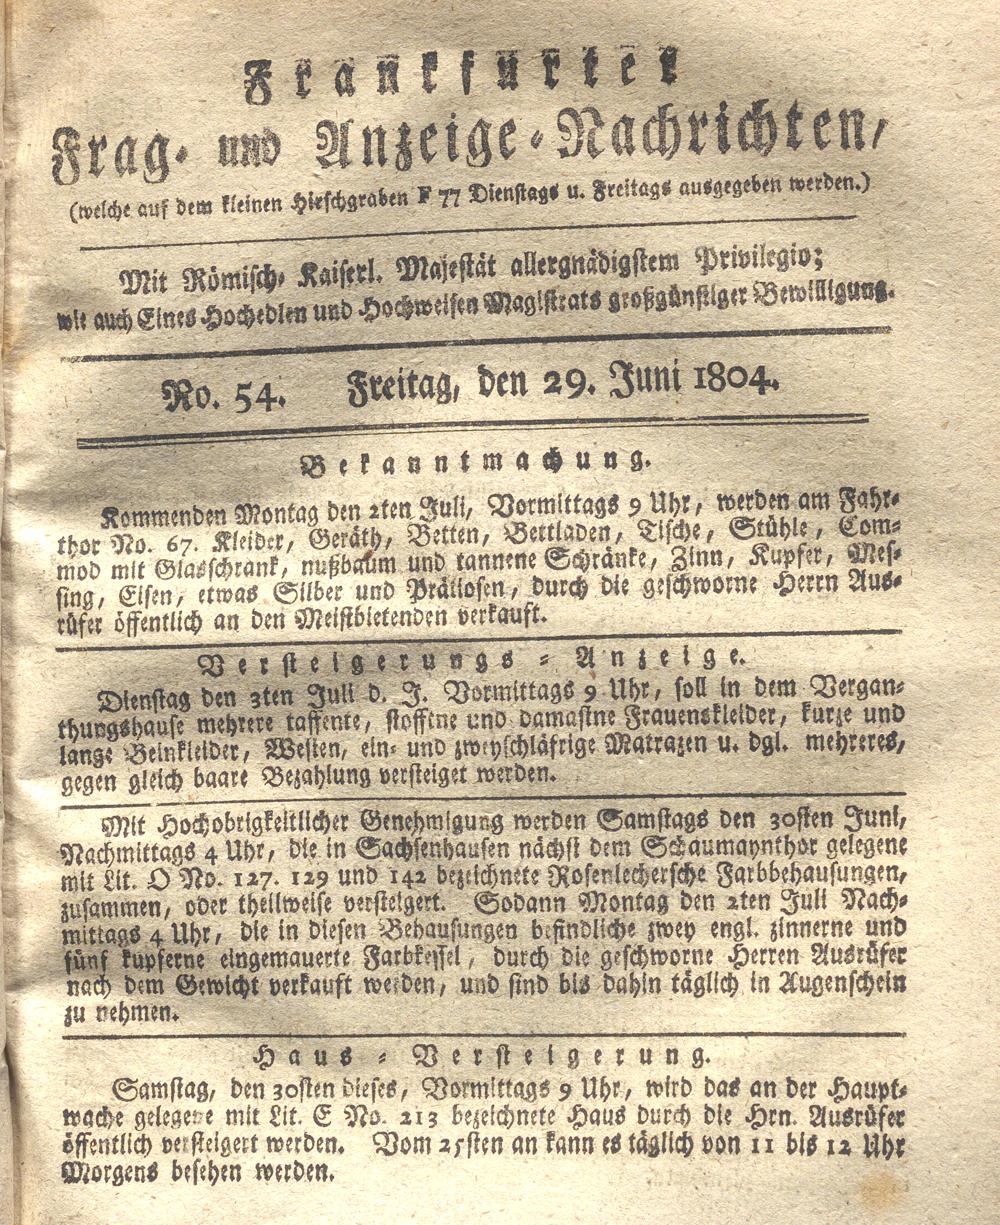 Frankfurter
Frag- und Anzeige-Nachrichten,
(welche auf dem kleinen Hirschgraben F 77 Dienstags u. Freitags ausgegeben werden.)
Mit Römisch- Kaiserl. Majestät allergnädigstem Privilegio;
wie auch Eines Hochedlen und Hochweisen Magistrats großgünstiger Bewilligung.
No. 54. Freitag, den 29. Juni 1804.
Bekanntmachung.
Kommenden Montag den 2ten Juli, Vormittags 9 Uhr, werden am Fahr-
thor No. 67. Kleider, Geräth, Betten, Bettladen, Tische, Stühle, Com-
mod mit Glasschrank, nußbaum und tannene Schränke, Zinn, Kupfer, Mes-
sing, Eisen, etwas Silber und Prätiosen, durch die geschworne Herrn Aus-
rüfer öffentlich an den Meistbietenden verkauft.
Versteigerungs-Anzeige.
Dienstag den 3ten Juli d. J. Vormittags 9 Uhr, soll in dem Vergan-
thungshause mehrere taffente, stoffene und damastne Frauenskleider, kurze und
lange Beinkleider, Westen, ein- und zweyschläfrige Matrazen u. dgl. mehreres,
gegen gleich baare Bezahlung versteiget werden.
Mit Hochobrigkeitlicher Genehmigung werden Samstags den 30sten Juni,
Nachmittags 4 Uhr, die in Sachsenhausen nächst dem Schaumaynthor gelegene
mit Lit. O No. 127. 129 und 142 bezeichnete Rosenlechersche Farbbehausungen,
zusammen, oder theilweise versteigert. Sodann Montag den 2ten Juli Nach-
mittags 4 Uhr, die in diesen Behausungen befindliche zwey engl. zinnerne und
fünf kupferne eingemauerte Farbkessel, durch die geschworne Herren Ausrüfer
nach dem Gewicht verkauft werden, und sind bis dahin täglich in Augenschein
zu nehmen.
Haus-Versteigerung.
Samstag, den 30sten dieses, Vormittags 9 Uhr, wird das an der Haupt-
wache gelegene mit Lit. E No. 213 bezeichnete Haus durch die Hrn. Ausrüfer
öffentlich versteigert werden. Vom 25sten an kann es täglich von 11 bis 12 Uhr
Morgens besehen werden.